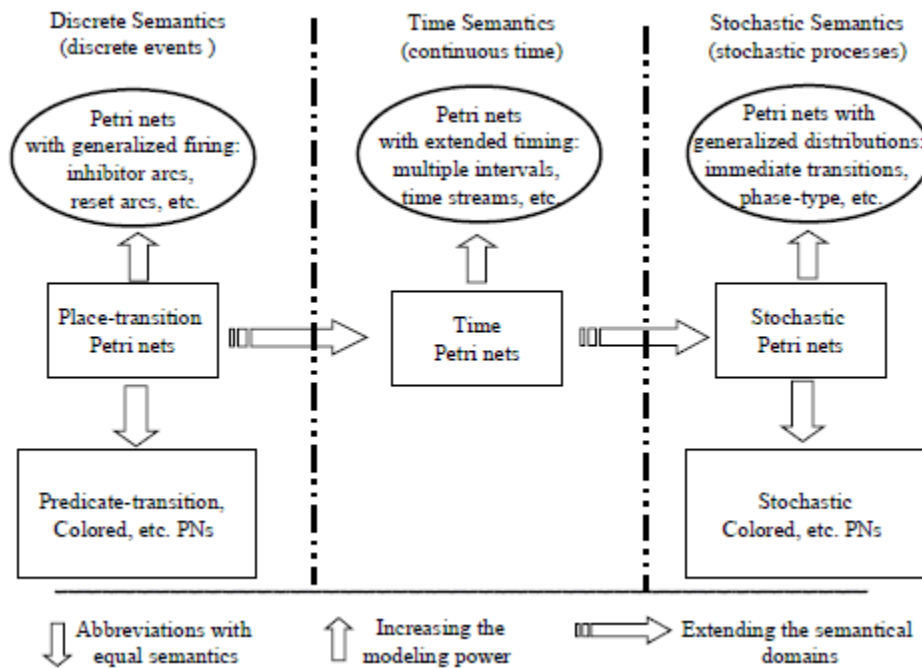 Discrete Semantics
(discrete events )
Time Semantics
(continuous time)
Stochastic Semantics
(stochastic processes)
Petri nets
with generalized firing:
inhibitor arcs,
reset arcs, etc.
Petri nets
with extended timing:
multiple intervals,
time streams, etc.
Petri nets with
generalized distributions:
immediate transitions,
phase-type, etc.
Place-transition
Petri nets
Time
Petri nets
Stochastic
Petri nets
Predicate-transition,
Colored, etc. PNs
Stochastic
Colored, etc. PNs
Abbreviations with
equal semantics
Increasing the
modeling power
Extending the semantical
domains